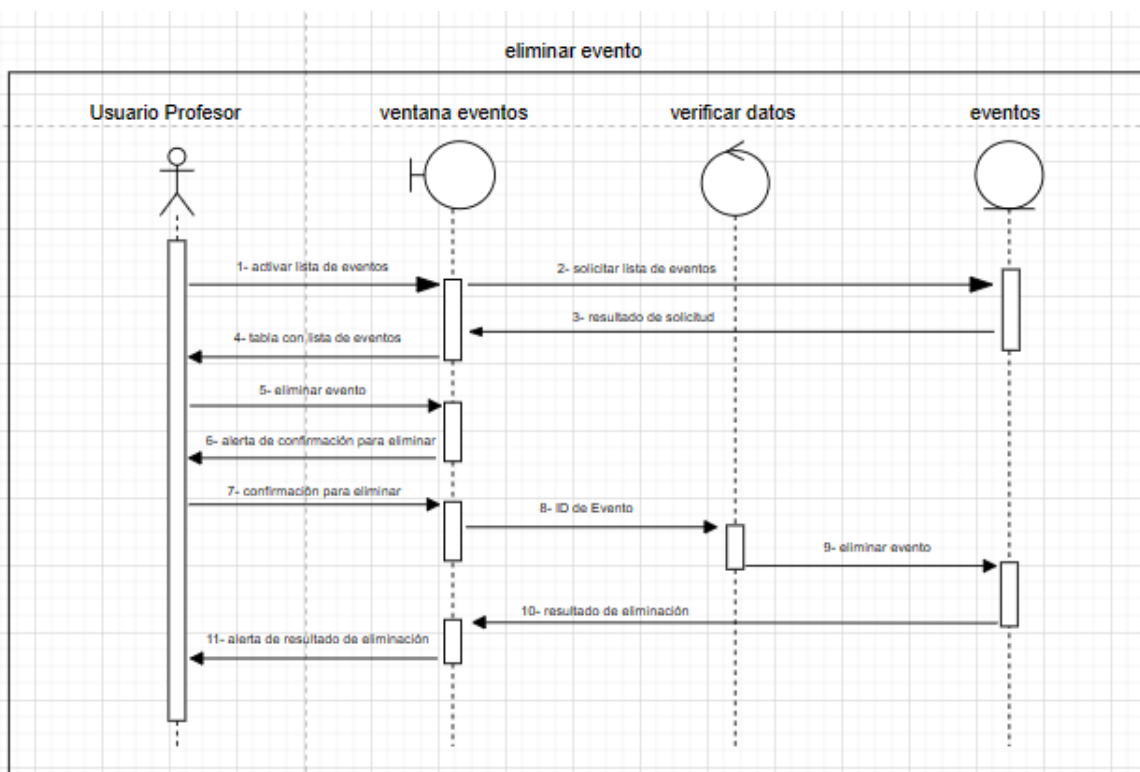 eliminar evento
Usuario Profesor
ventana eventos
verificar datos
eventos
1- activar lista de eventos
2- solicitar lista de eventos
3- resultado de solicitud
4- tabla con lista de eventos
5- eliminar evento
6- alerta de confirmación para eliminar
7- confirmación para eliminar
8- ID de Evento
9- eliminar evento
10- resultado de eliminación
11- alerta de resultado de eliminación